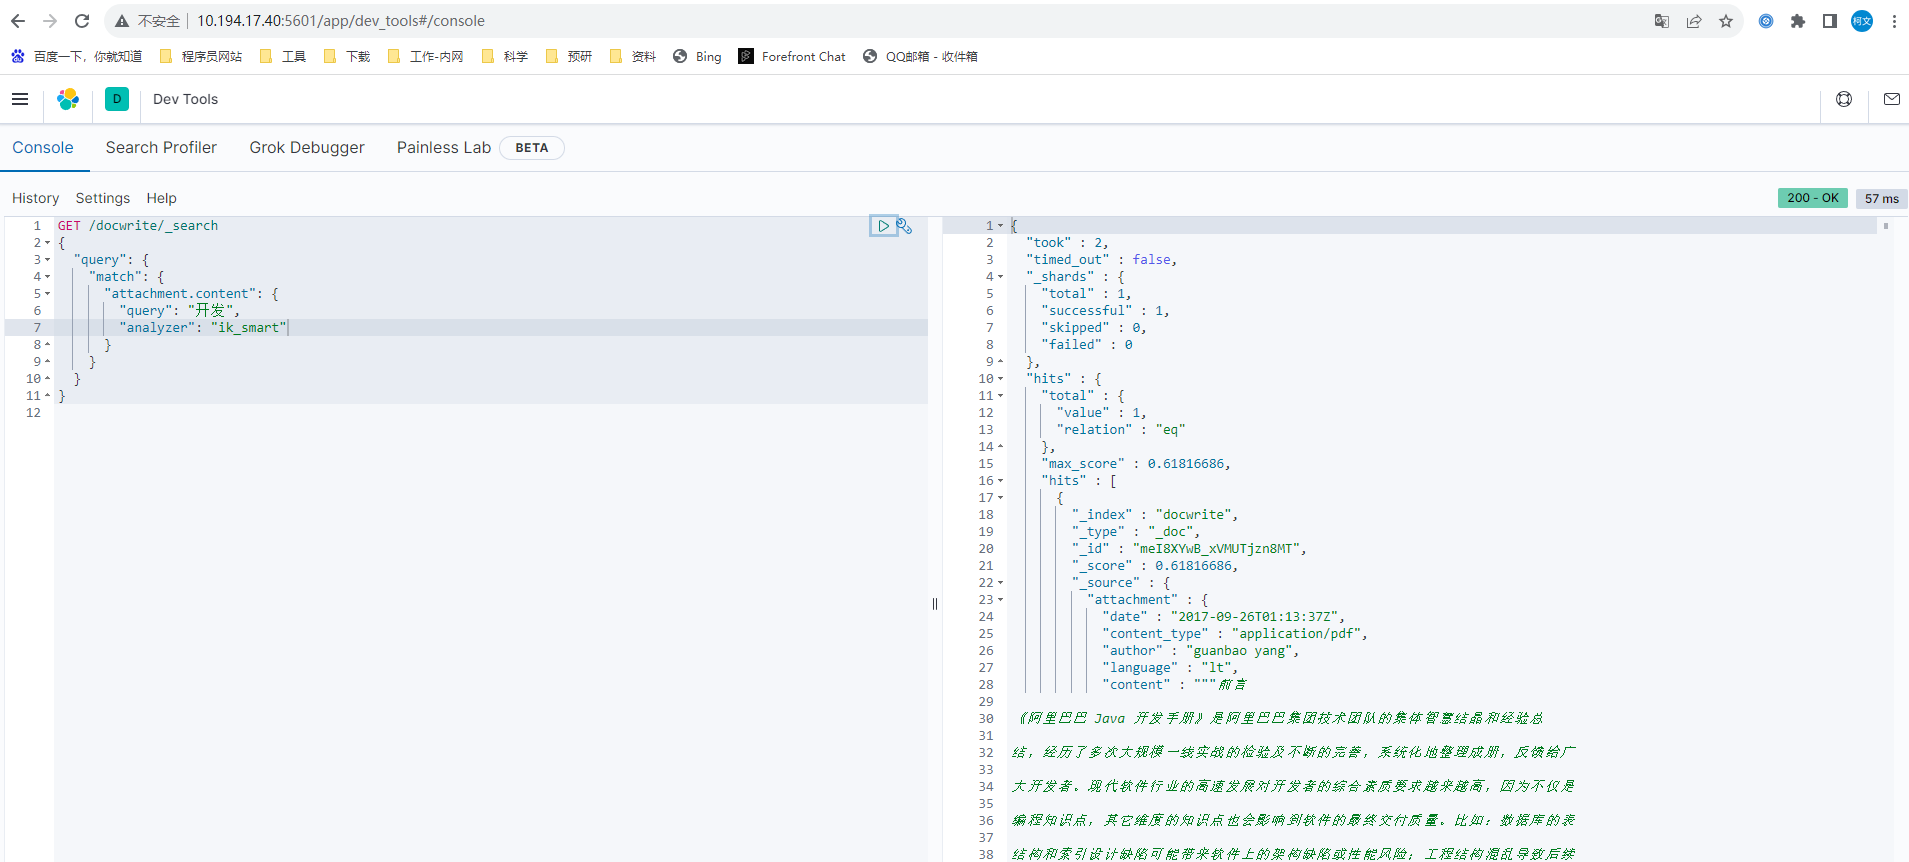 不安全 | 10.194.17.40:5601/app/dev_tools#/console
柯文
百度一下，你就知道 程序员网站 工具 下载 工作-内网 科学 预研 资料 Bing Forefront Chat QQ邮箱 - 收件箱
D Dev Tools
Console Search Profiler Grok Debugger Painless Lab BETA
History Settings Help
200 - OK 57 ms
1 GET /docwrite/_search
2 {
3 "query": {
4 "match": {
5 "attachment.content": {
6 "query": "开发",
7 "analyzer": "ik_smart"
8 }
9 }
10 }
11 }
12
1 {
2 "took" : 2,
3 "timed_out" : false,
4 "_shards" : {
5 "total" : 1,
6 "successful" : 1,
7 "skipped" : 0,
8 "failed" : 0
9 },
10 "hits" : {
11 "total" : {
12 "value" : 1,
13 "relation" : "eq"
14 },
15 "max_score" : 0.61816686,
16 "hits" : [
17 {
18 "_index" : "docwrite",
19 "_type" : "_doc",
20 "_id" : "meI8XYwB_xVMUTjzn8MT",
21 "_score" : 0.61816686,
22 "_source" : {
23 "attachment" : {
24 "date" : "2017-09-26T01:13:37Z",
25 "content_type" : "application/pdf",
26 "author" : "guanbao yang",
27 "language" : "lt",
28 "content" : """前言
29
30 《阿里巴巴 Java 开发手册》是阿里巴巴集团技术团队的集体智慧结晶和经验总
31
32 结，经历了多次大规模一线实战的检验及不断的完善，系统化地整理成册，反馈给广
33
34 大开发者。现代软件行业的高速发展对开发者的综合素质要求越来越高，因为不仅是
35
36 编程知识点，其它维度的知识点也会影响到软件的最终交付质量。比如：数据库的表
37
38 结构和索引设计缺陷可能带来软件上的架构缺陷或性能风险；工程结构混乱导致后续